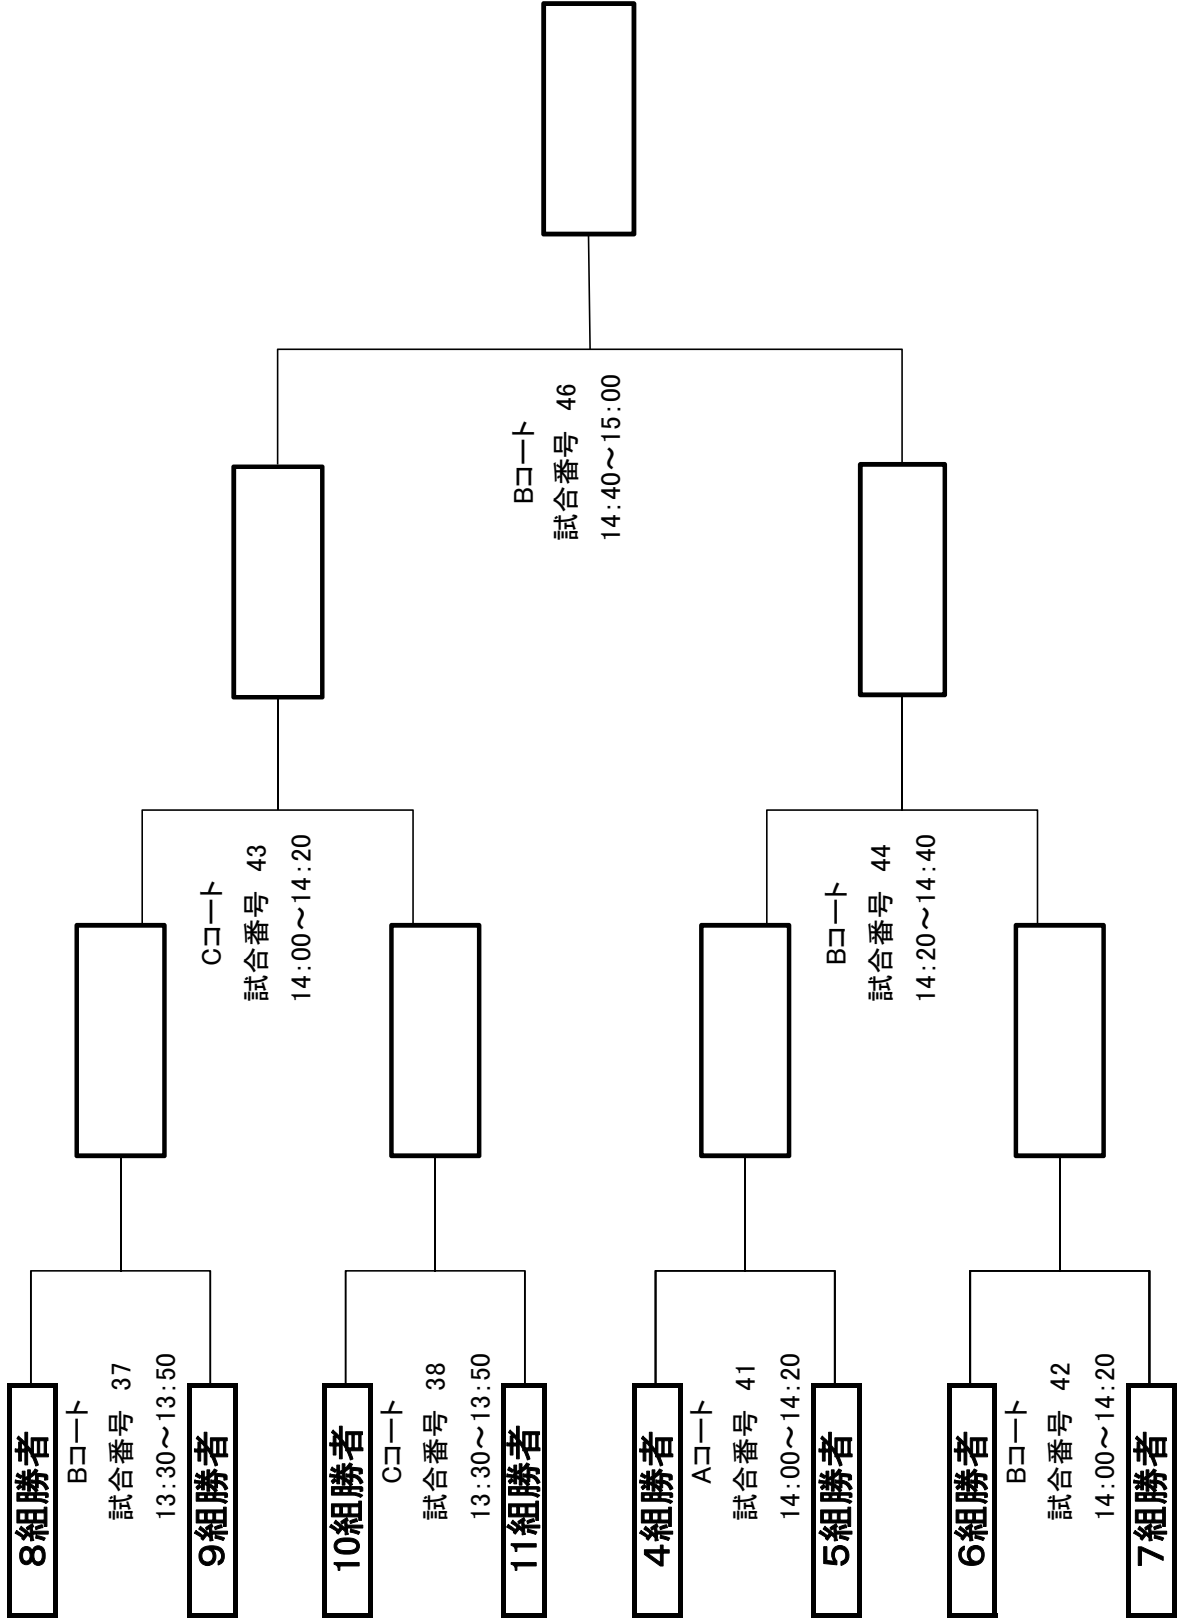 8組勝者
Bコート
試合番号 37
13:30～13:50
9組勝者
10組勝者
Cコート
試合番号 38
13:30～13:50
11組勝者
4組勝者
Aコート
試合番号 41
14:00～14:20
5組勝者
6組勝者
Bコート
試合番号 42
14:00～14:20
7組勝者
Cコート
試合番号 43
14:00～14:20
Bコート
試合番号 44
14:20～14:40
Bコート
試合番号 46
14:40～15:00